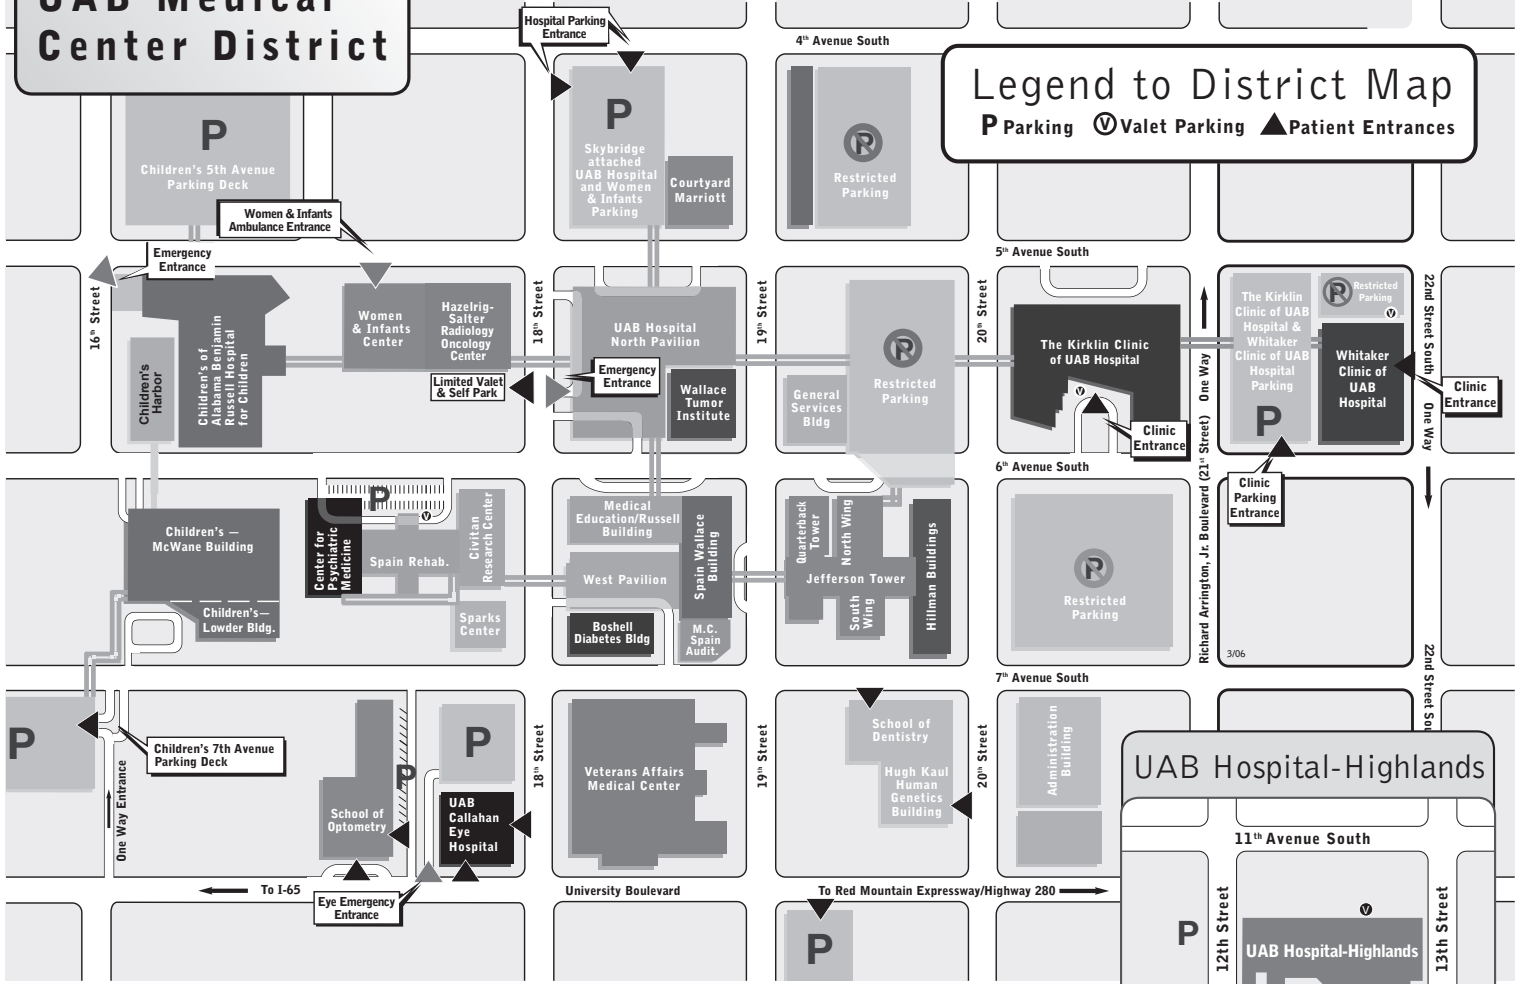 UAB Medical
Center District
Hospital Parking
Entrance
4th Avenue South
Legend to District Map
P Parking
V Valet Parking
Patient Entrances
P
Children's 5th Avenue
Parking Deck
P
Skybridge
attached
UAB Hospital
and Women
& Infants
Parking
Courtyard
Marriott
P
Restricted
Parking
Women & Infants
Ambulance Entrance
Emergency
Entrance
5th Avenue South
16th Street
Children's
Harbor
Children's of
Alabama Benjamin
Russell Hospital
for Children
Women
& Infants
Center
Hazelrig-
Salter
Radiology
Oncology
Center
18th Street
Limited Valet
& Self Park
UAB Hospital
North Pavilion
Emergency
Entrance
Wallace
Tumor
Institute
19th Street
General
Services
Bldg
P
Restricted
Parking
20th Street
The Kirklin Clinic
of UAB Hospital
V
Clinic
Entrance
One Way
Richard Arrington, Jr. Boulevard (21st Street)
The Kirklin
Clinic of UAB
Hospital &
Whitaker
Clinic of UAB
Hospital
Parking
P
P
Restricted
Parking
V
Whitaker
Clinic of
UAB
Hospital
22nd Street South
One Way
Clinic
Entrance
Clinic
Parking
Entrance
6th Avenue South
Children's —
McWane Building
Children's—
Lowder Bldg.
P
V
Center for
Psychiatric
Medicine
Spain Rehab.
Civitan
Research Center
Sparks
Center
Medical
Education/Russell
Building
West Pavilion
Spain Wallace
Building
Boshell
Diabetes Bldg
M.C.
Spain
Audit.
Quarterback
Tower
North Wing
Jefferson Tower
South
Wing
Hillman Buildings
P
Restricted
Parking
3/06
22nd Street Sou
7th Avenue South
P
Children's 7th Avenue
Parking Deck
One Way Entrance
School of
Optometry
P
P
UAB
Callahan
Eye
Hospital
18th Street
Veterans Affairs
Medical Center
19th Street
School of
Dentistry
Hugh Kaul
Human
Genetics
Building
20th Street
Administration
Building
To I-65
Eye Emergency
Entrance
University Boulevard
To Red Mountain Expressway/Highway 280
P
UAB Hospital-Highlands
11th Avenue South
P
12th Street
V
UAB Hospital-Highlands
13th Street